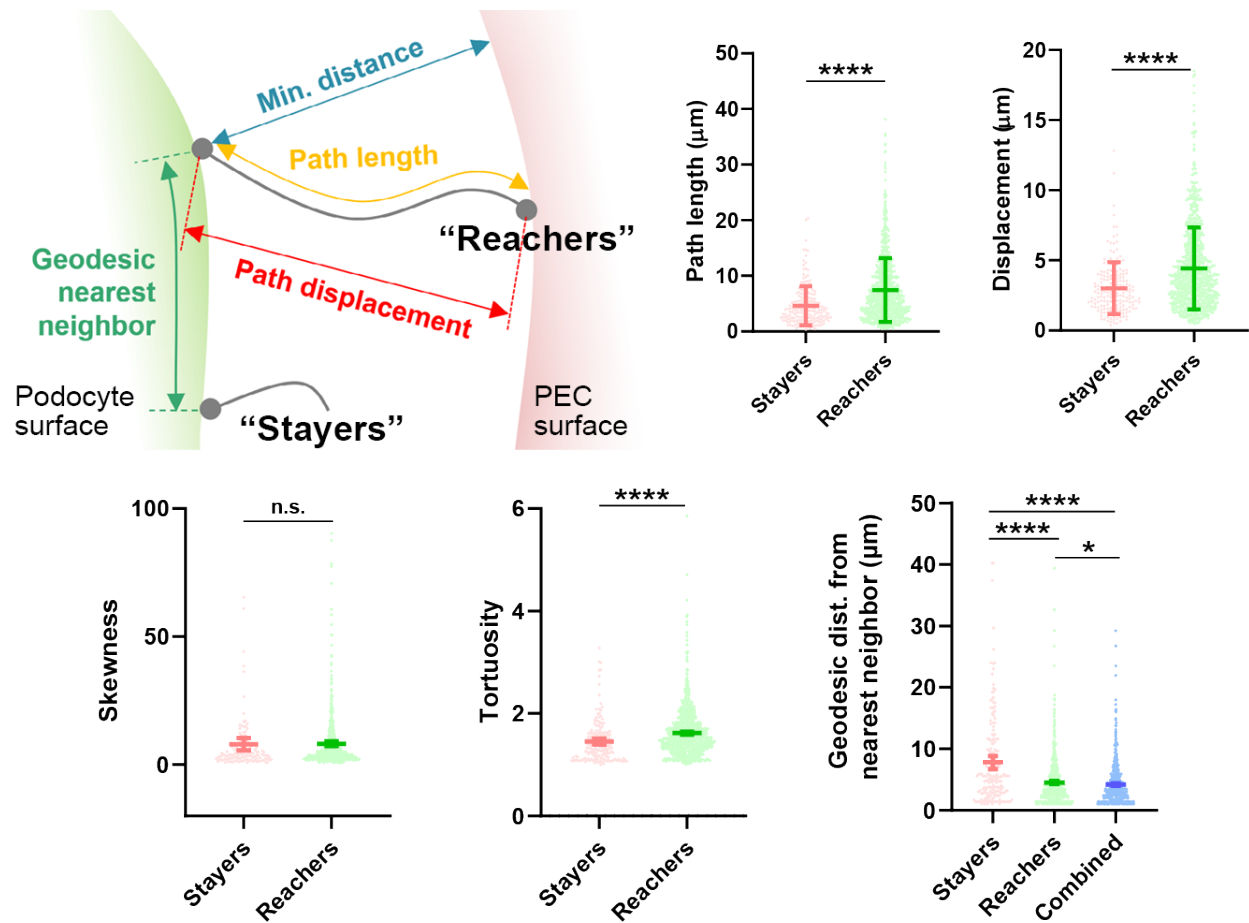 Min. distance
Path length
“Reachers”
Geodesic
nearest
neighbor
Path displacement
Podocyte
surface
“Stayers”
PEC
surface
Path length (µm)
50
40
30
20
10
0
****
Stayers
Reachers
Displacement (µm)
20
15
10
5
0
****
Stayers
Reachers
Skewness
100
50
0
n.s.
Stayers
Reachers
Tortuosity
6
4
2
0
****
Stayers
Reachers
Geodesic dist. from
nearest neighbor (µm)
50
40
30
20
10
0
****
****
*
Stayers
Reachers
Combined